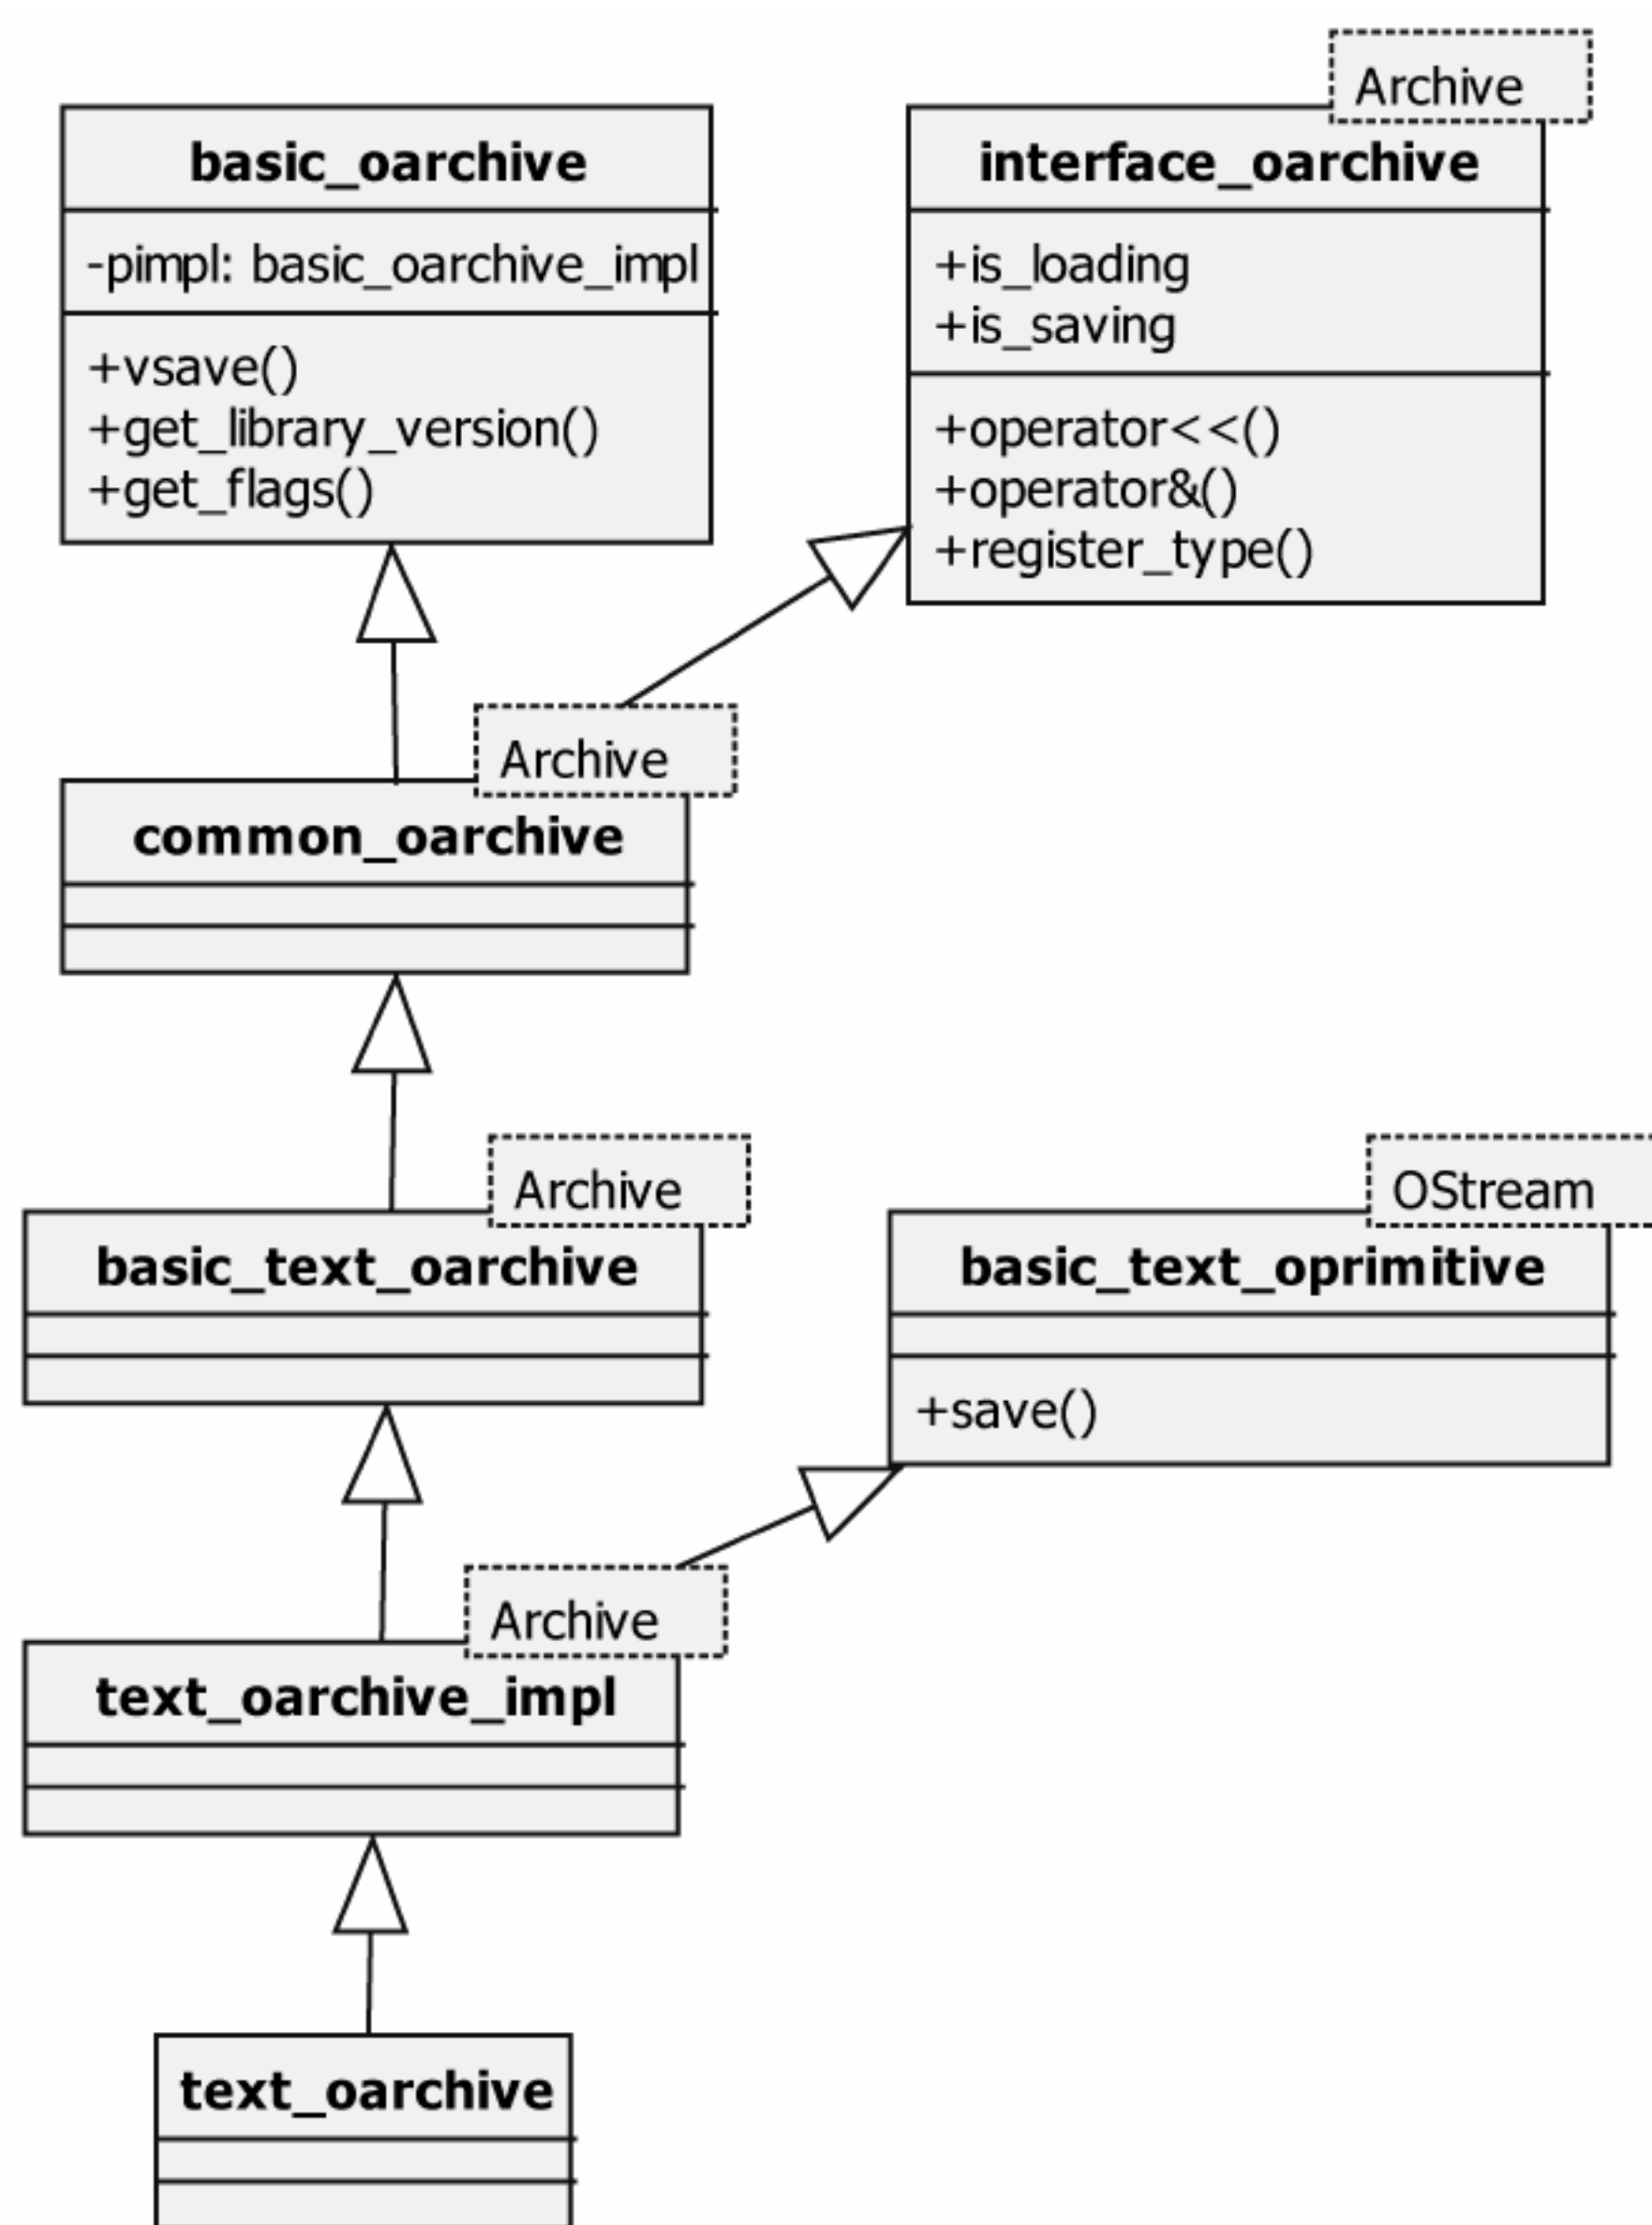 basic_oarchive
-pimpl: basic_oarchive_impl
+vsave()
+get_library_version()
+get_flags()
Archive
interface_oarchive
+is_loading
+is_saving
+operator<<()
+operator&()
+register_type()
Archive
common_oarchive
Archive
basic_text_oarchive
OStream
basic_text_oprimitive
+save()
Archive
text_oarchive_impl
text_oarchive